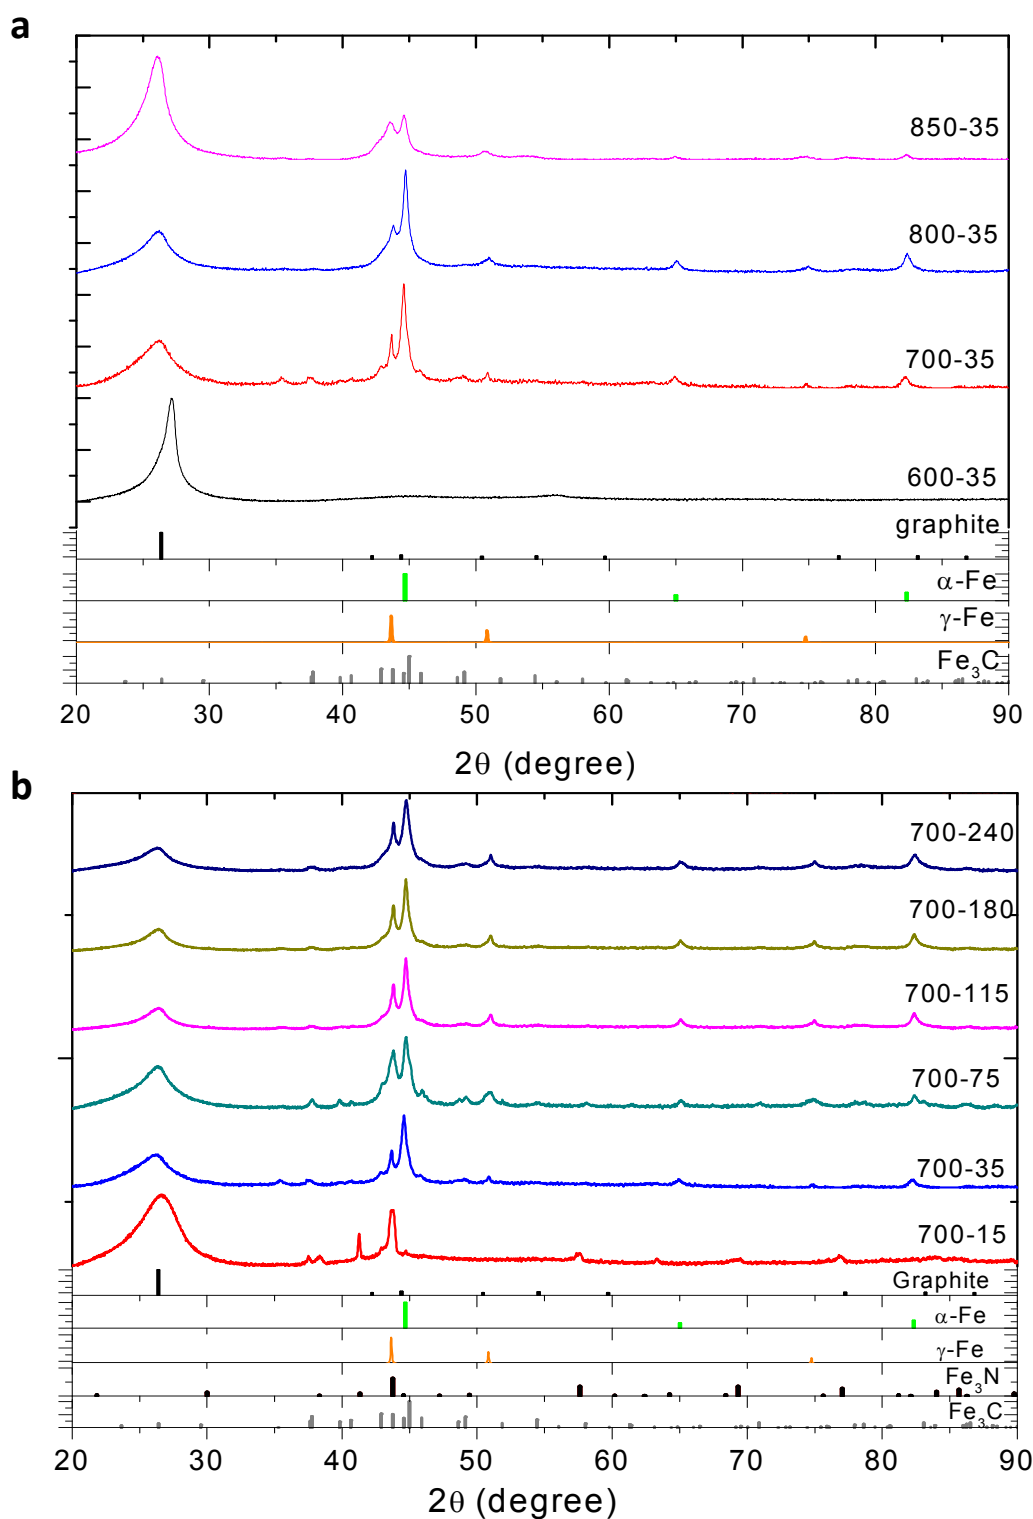 a
850-35
800-35
700-35
600-35
graphite
α-Fe
γ-Fe
Fe₃C
20 30 40 50 60 70 80 90
2θ (degree)
b
700-240
700-180
700-115
700-75
700-35
700-15
Graphite
α-Fe
γ-Fe
Fe₃N
Fe₃C
20 30 40 50 60 70 80 90
2θ (degree)